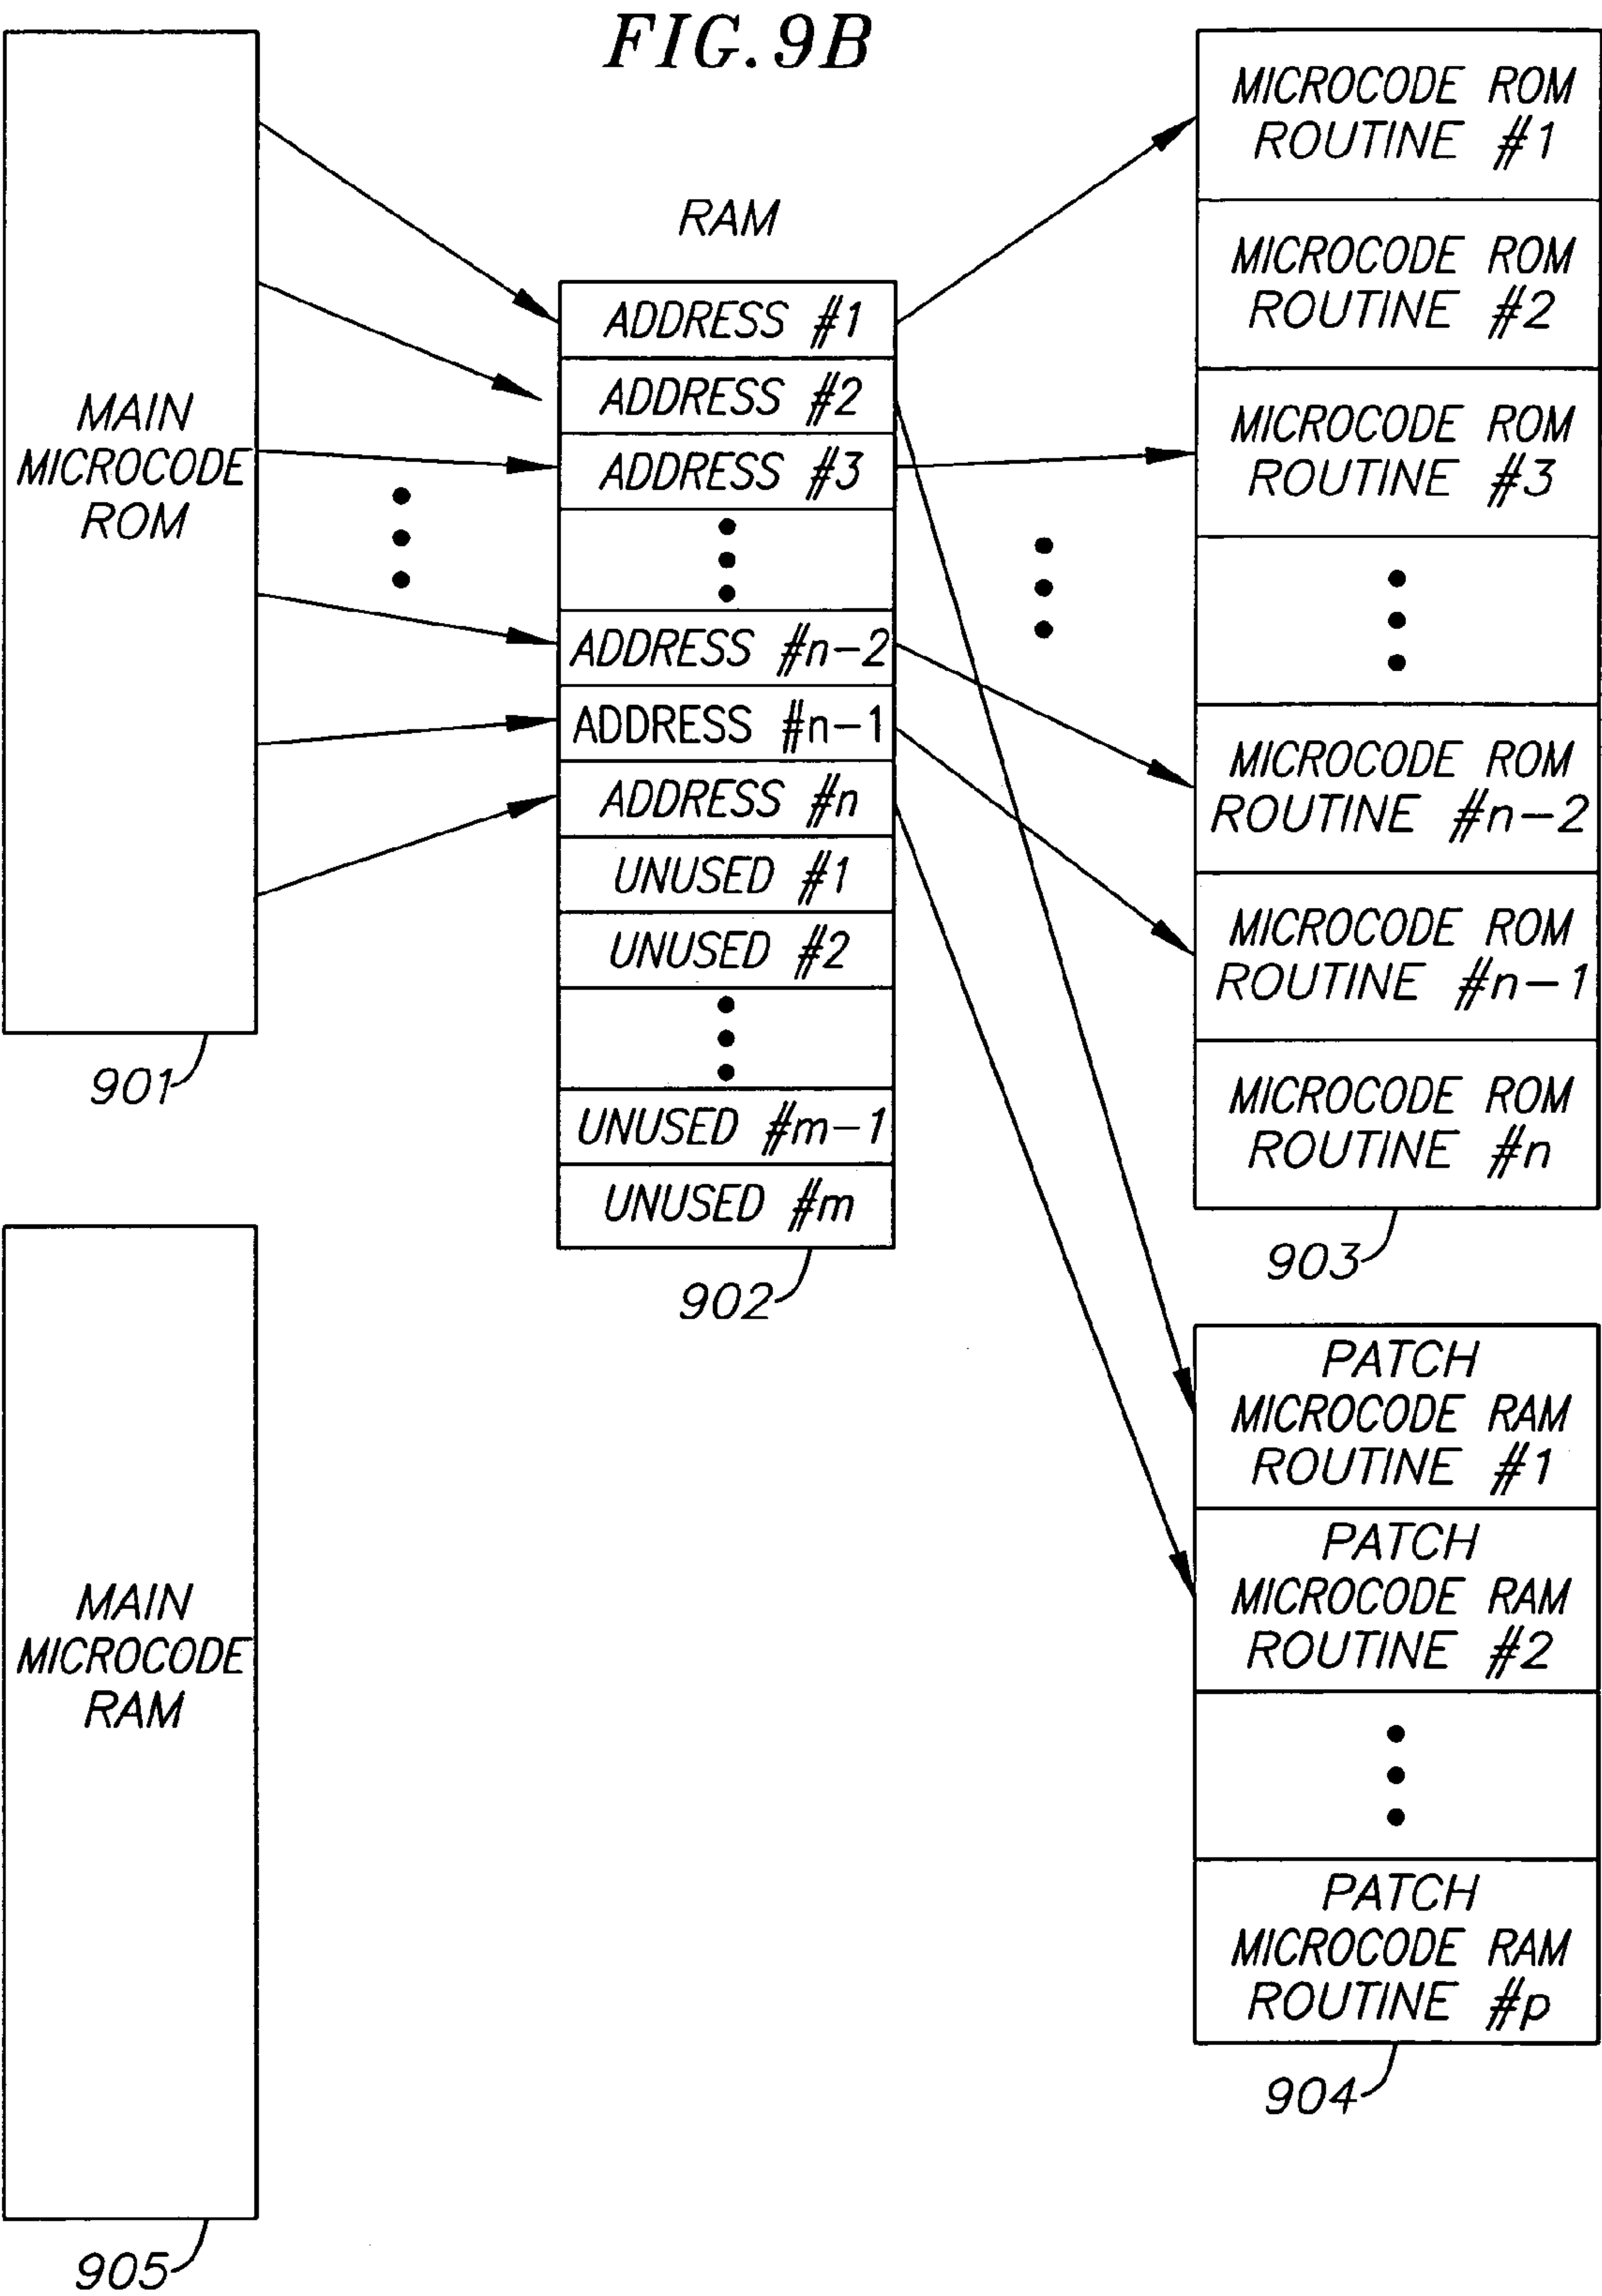 FIG. 9B
MAIN
MICROCODE
ROM
901
MAIN
MICROCODE
RAM
905
RAM
ADDRESS #1
ADDRESS #2
ADDRESS #3
ADDRESS #n-2
ADDRESS #n-1
ADDRESS #n
UNUSED #1
UNUSED #2
UNUSED #m-1
UNUSED #m
902
MICROCODE ROM
ROUTINE #1
MICROCODE ROM
ROUTINE #2
MICROCODE ROM
ROUTINE #3
MICROCODE ROM
ROUTINE #n-2
MICROCODE ROM
ROUTINE #n-1
MICROCODE ROM
ROUTINE #n
903
PATCH
MICROCODE RAM
ROUTINE #1
PATCH
MICROCODE RAM
ROUTINE #2
PATCH
MICROCODE RAM
ROUTINE #p
904